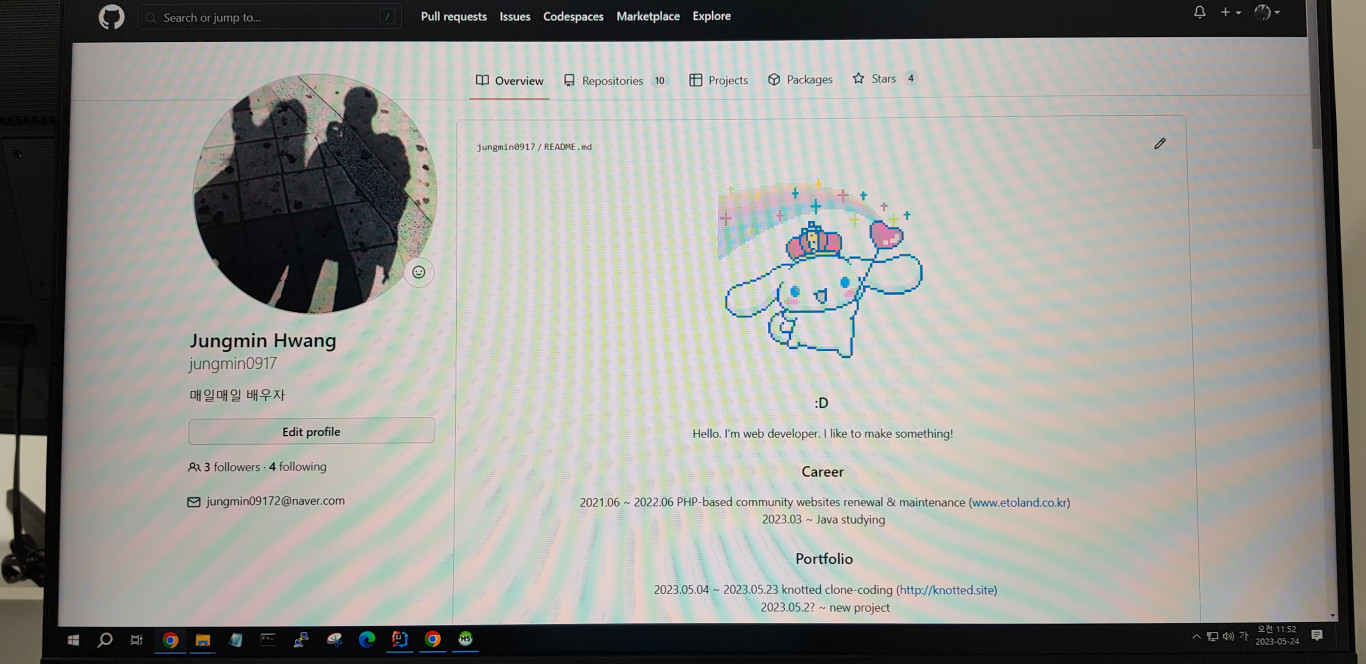 Search or jump to...
/
Pull requests
Issues
Codespaces
Marketplace
Explore
Overview
Repositories 10
Projects
Packages
Stars 4
jungmin0917 / README.md
Jungmin Hwang
jungmin0917
매일매일 배우자
Edit profile
3 followers · 4 following
jungmin09172@naver.com
:D
Hello. I'm web developer. I like to make something!
Career
2021.06 ~ 2022.06 PHP-based community websites renewal & maintenance (www.etoland.co.kr)
2023.03 ~ Java studying
Portfolio
2023.05.04 ~ 2023.05.23 knotted clone-coding (http://knotted.site)
2023.05.2? ~ new project
HS
가
오전 11:52
2023-05-24